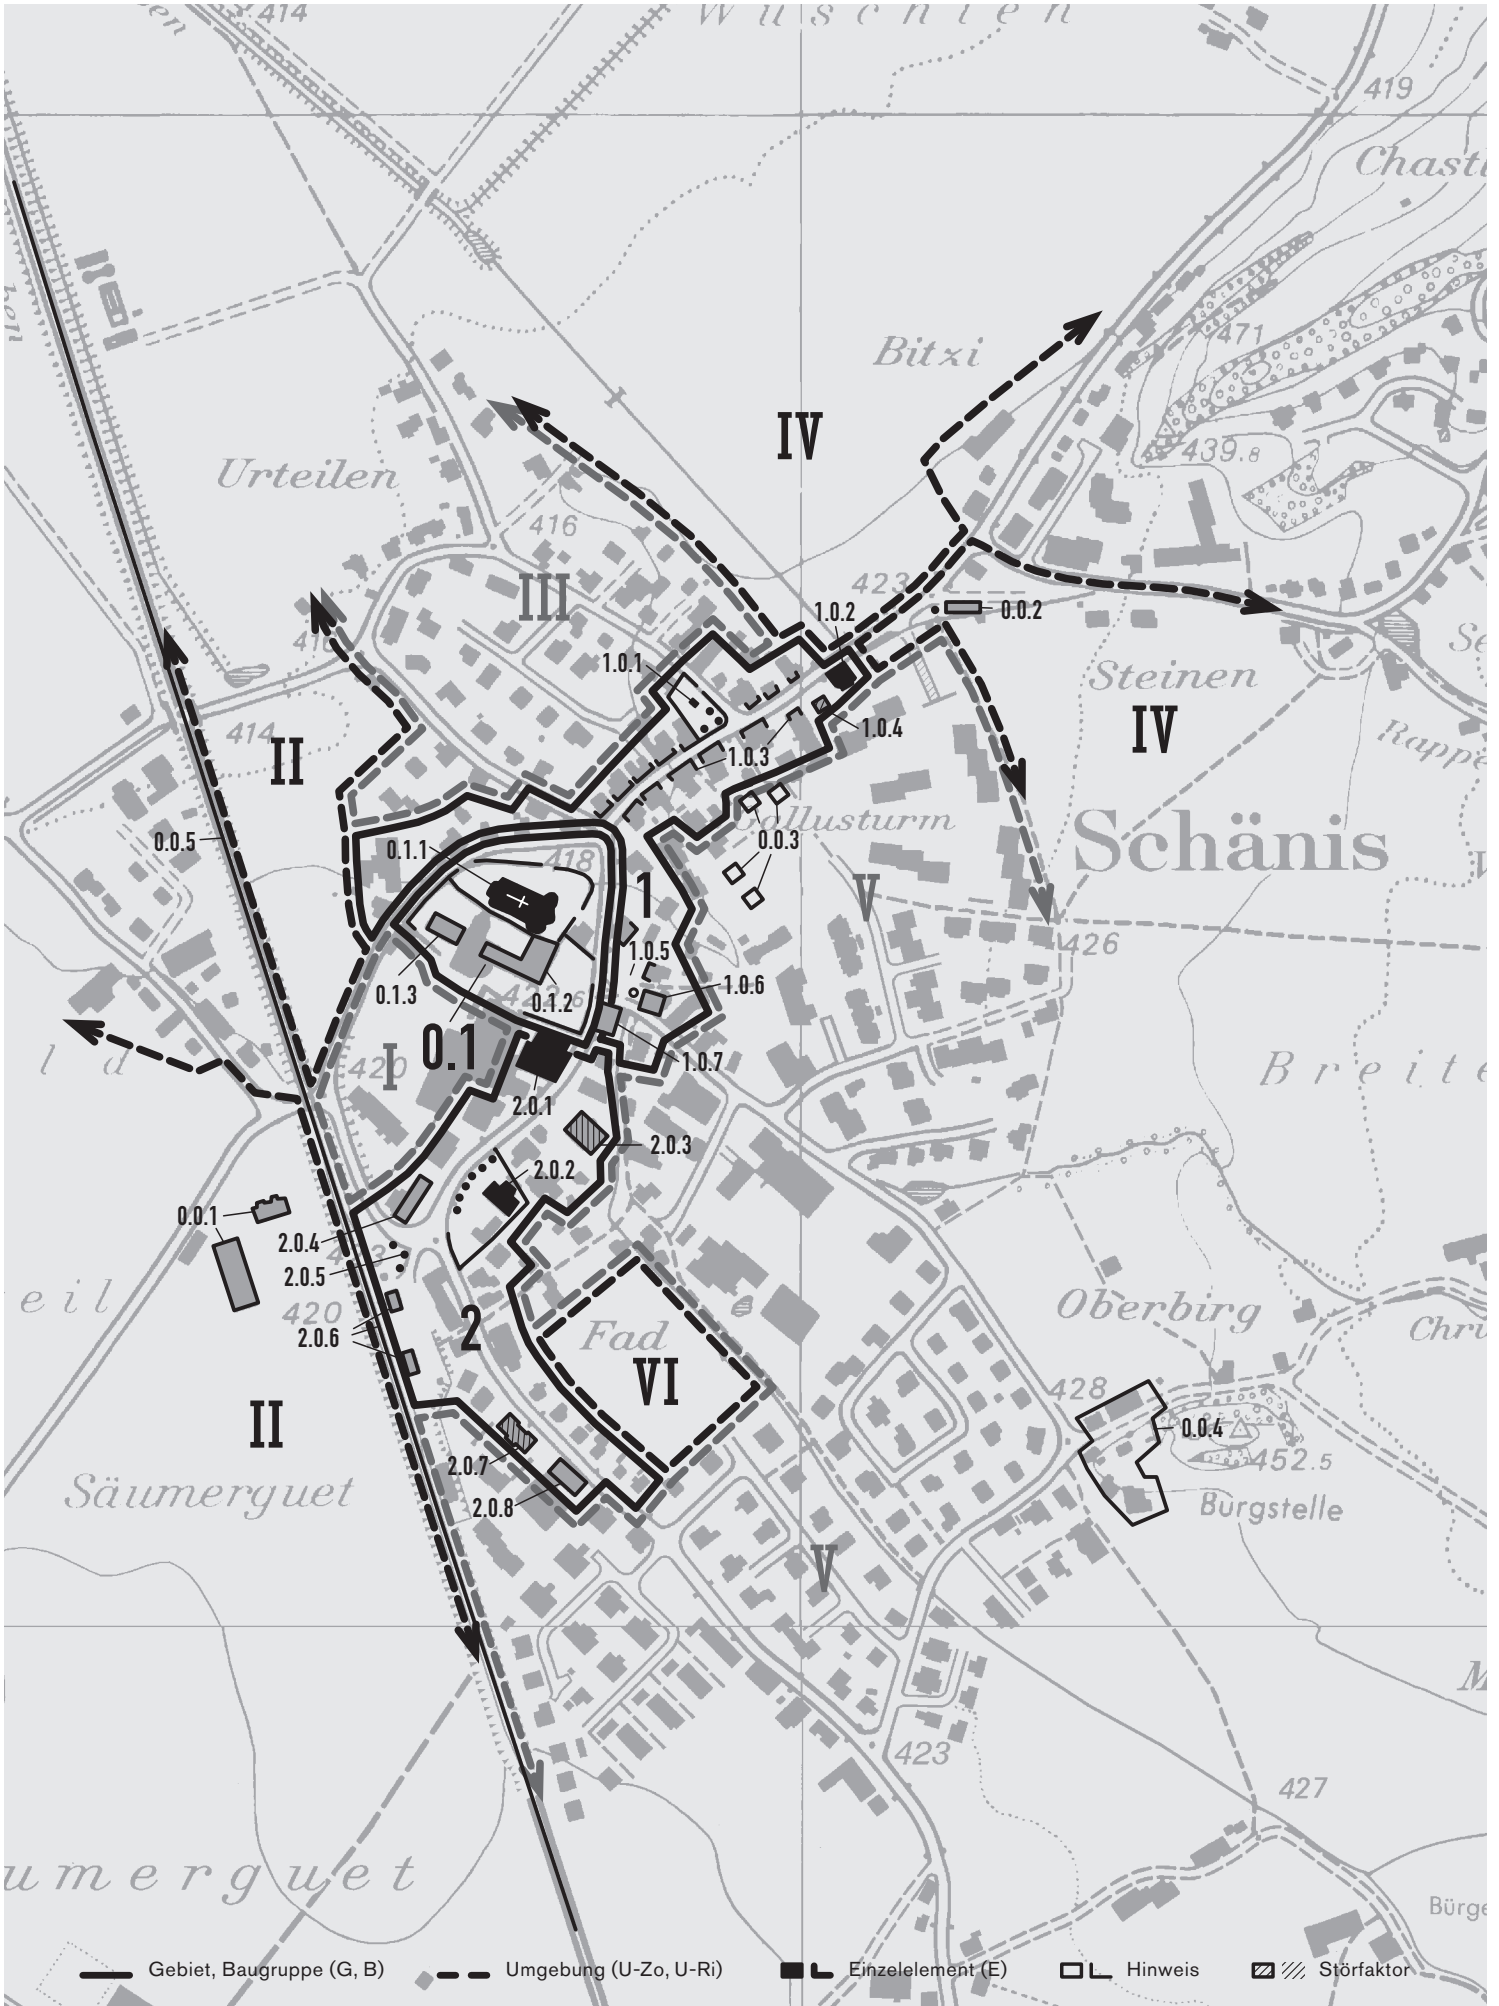 414
Wüschlen
419
471
Bitxi
IV
439.8
Urteilen
416
III
423
1.0.2
0.0.2
1.0.1
Steinen
IV
414
II
1.0.4
1.0.3
Rappe
0.0.5
Gallusturm
0.0.3
Schänis
0.1.1
418
1
V
426
1.0.5
0.1.3
0.1.2
1.0.6
0.1
I
420
1.0.7
l d
Breite
2.0.1
2.0.3
2.0.2
0.0.1
2.0.4
2.0.5
eil
420
2.0.6
2
Fad
Oberbirg
VI
428
II
0.0.4
2.0.7
452.5
Säumerguet
2.0.8
Burgstelle
V
M
423
427
umerguet
Bürge
Gebiet, Baugruppe (G, B) Umgebung (U-Zo, U-Ri) Einzelelement (E) Hinweis Störfaktor